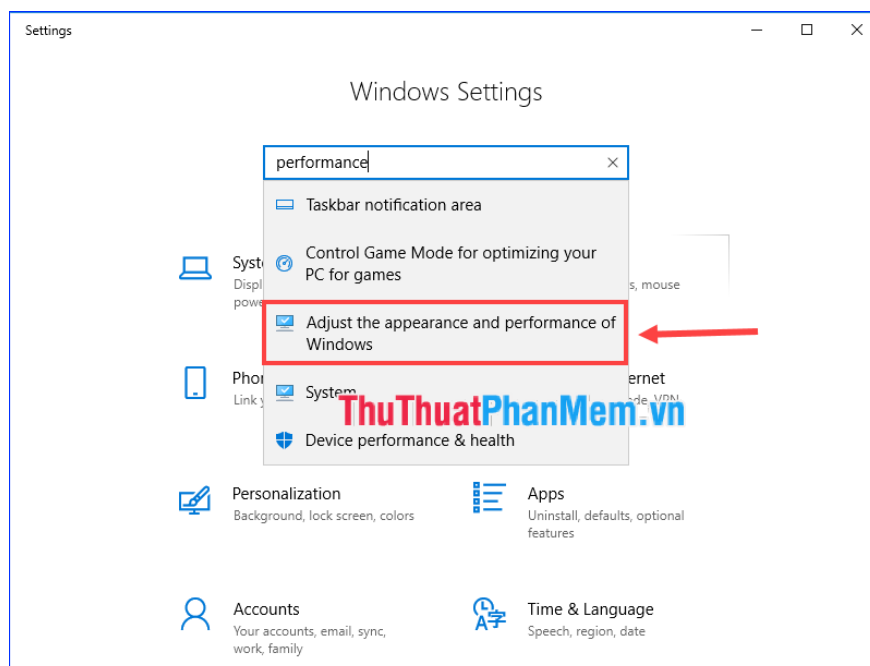 Settings
Windows Settings
performance
Taskbar notification area
Control Game Mode for optimizing your
PC for games
Adjust the appearance and performance of
Windows
System
Device performance & health
s, mouse
ThuThuatPhanMem.vn
Personalization
Background, lock screen, colors
Apps
Uninstall, defaults, optional
features
Accounts
Your accounts, email, sync,
work, family
Time & Language
Speech, region, date